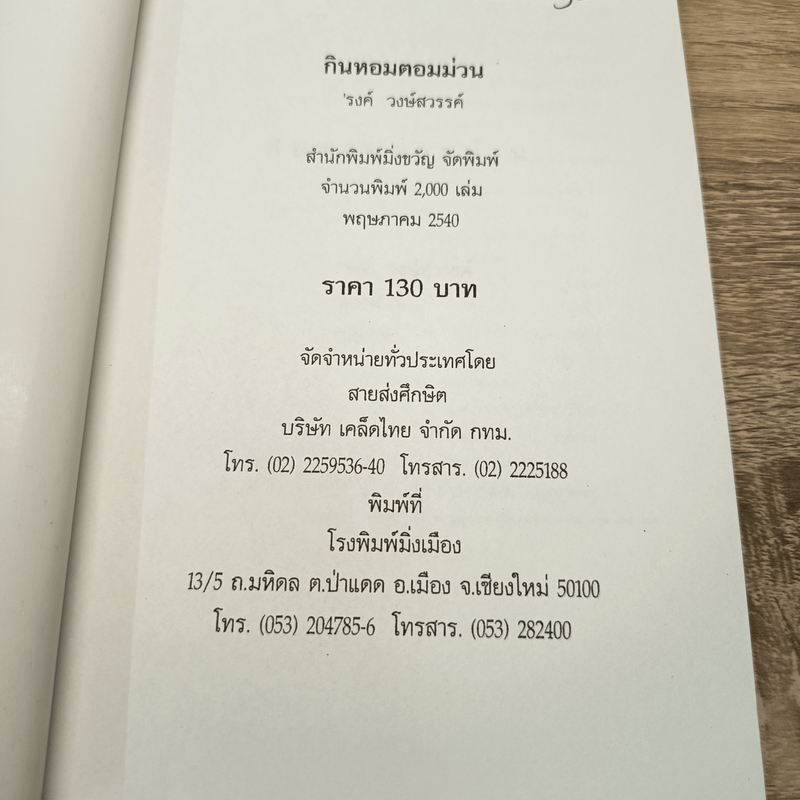 กินหอมตอมม่วน
'รงค์ วงษ์สวรรค์
สำนักพิมพ์มิ่งขวัญ จัดพิมพ์
จำนวนพิมพ์ 2,000 เล่ม
พฤษภาคม 2540
ราคา 130 บาท
จัดจำหน่ายทั่วประเทศโดย
สายส่งศึกษิต
บริษัท เคล็ดไทย จำกัด กทม.
โทร. (02) 2259536-40 โทรสาร. (02) 2225188
พิมพ์ที่
โรงพิมพ์มิ่งเมือง
13/5 ถ.มหิดล ต.ป่าแดด อ.เมือง จ.เชียงใหม่ 50100
โทร. (053) 204785-6 โทรสาร. (053) 282400